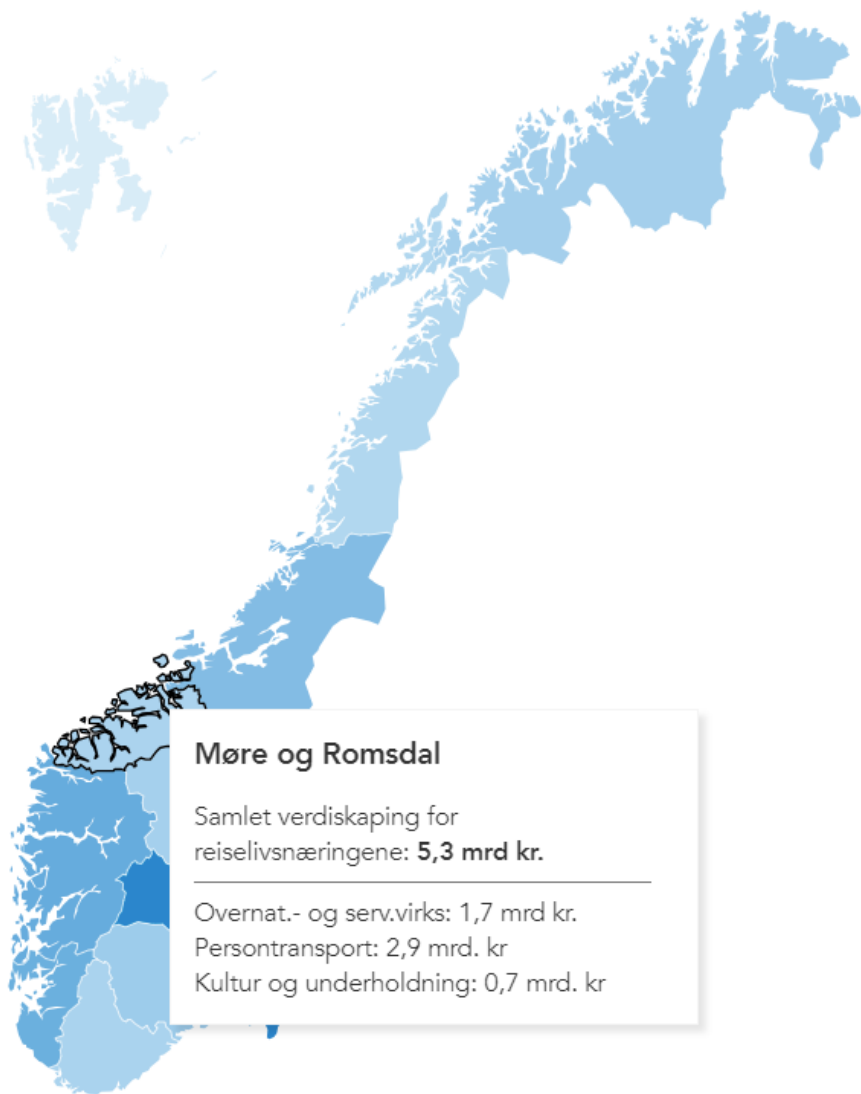 Møre og Romsdal
Samlet verdiskaping for
reiselivsnæringene: 5,3 mrd kr.
Overnat.- og serv.virks: 1,7 mrd kr.
Persontransport: 2,9 mrd. kr
Kultur og underholdning: 0,7 mrd. kr